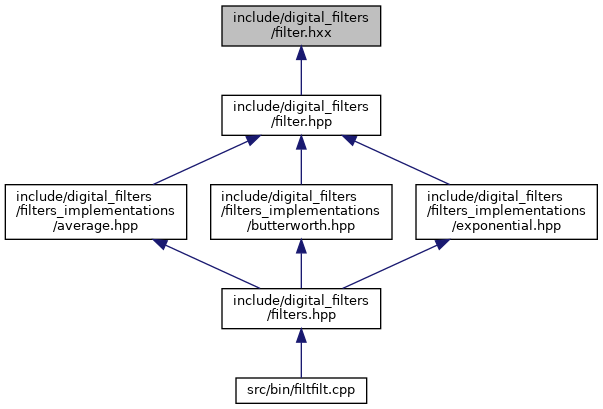 include/digital_filters
/filter.hxx
include/digital_filters
/filter.hpp
include/digital_filters
/filters_implementations
/average.hpp
include/digital_filters
/filters_implementations
/butterworth.hpp
include/digital_filters
/filters_implementations
/exponential.hpp
include/digital_filters
/filters.hpp
src/bin/filtfilt.cpp